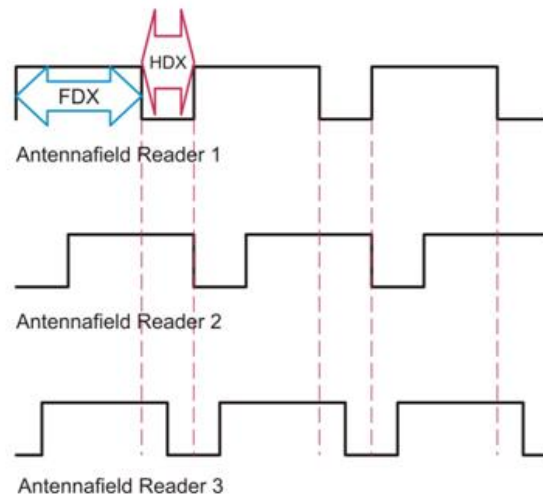 HDX
FDX
Antennafield Reader 1
Antennafield Reader 2
Antennafield Reader 3